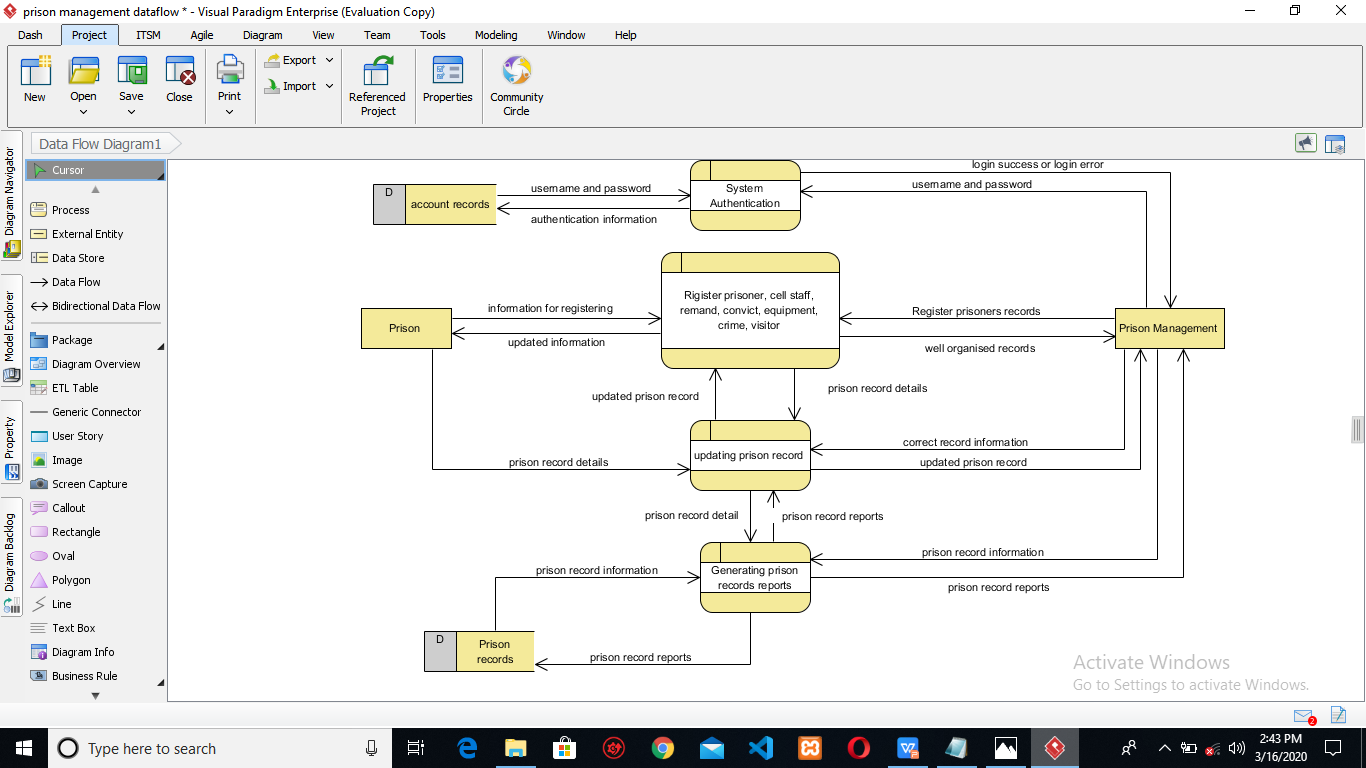 prison management dataflow * - Visual Paradigm Enterprise (Evaluation Copy)
Dash Project ITSM Agile Diagram View Team Tools Modeling Window Help
New
Open
Save
Close
Print
Export
Import
Referenced
Project
Properties
Community
Circle
Data Flow Diagram1
Diagram Navigator
Model Explorer
Property
Diagram Backlog
Cursor
Process
External Entity
Data Store
Data Flow
Bidirectional Data Flow
Package
Diagram Overview
ETL Table
Generic Connector
User Story
Image
Screen Capture
Callout
Rectangle
Oval
Polygon
Line
Text Box
Diagram Info
Business Rule
login success or login error
D
account records
username and password
authentication information
System
Authentication
username and password
Prison
information for registering
updated information
Rigister prisoner, cell staff,
remand, convict, equipment,
crime, visitor
Register prisoners records
well organised records
Prison Management
updated prison record
prison record details
prison record details
updating prison record
correct record information
updated prison record
prison record detail
prison record reports
prison record information
Generating prison
records reports
prison record information
prison record reports
D
Prison
records
prison record reports
Activate Windows
Go to Settings to activate Windows.
2
Type here to search
2:43 PM
3/16/2020